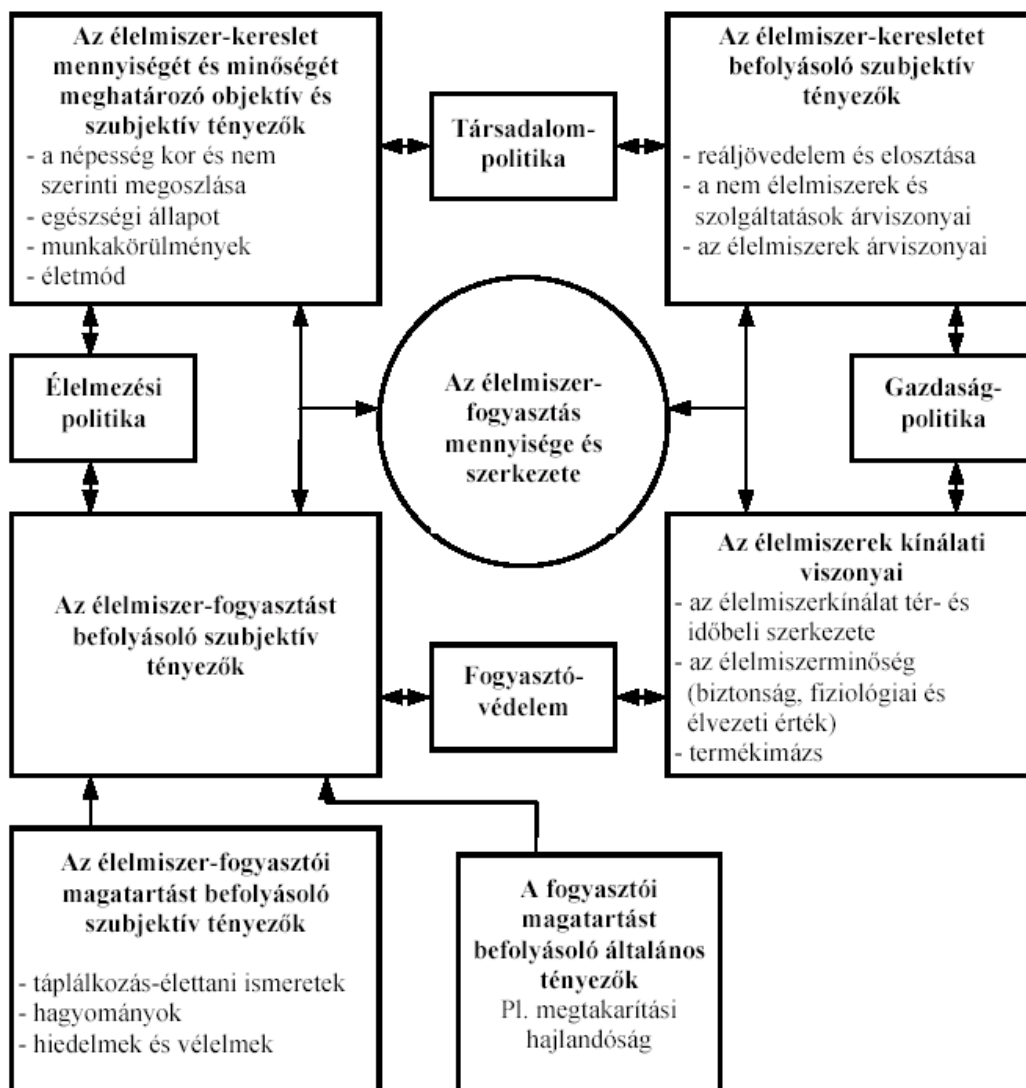 Az élelmiszer-kereslet
mennyiségét és minőségét
meghatározó objektív és
szubjektív tényezők
- a népesség kor és nem
szerinti megoszlása
- egészségi állapot
- munkakörülmények
- életmód
Társadalom-
politika
Az élelmiszer-keresletet
befolyásoló szubjektív
tényezők
- reáljövedelem és elosztása
- a nem élelmiszerek és
szolgáltatások árviszonyai
- az élelmiszerek árviszonyai
Élelmezési
politika
Az élelmiszer-
fogyasztás
mennyisége és
szerkezete
Gazdaság-
politika
Az élelmiszer-fogyasztást
befolyásoló szubjektív
tényezők
Fogyasztó-
védelem
Az élelmiszerek kínálati
viszonyai
- az élelmiszerkínálat tér- és
időbeli szerkezete
- az élelmiszerminőség
(biztonság, fiziológiai és
élvezeti érték)
- termékimázs
Az élelmiszer-fogyasztói
magatartást befolyásoló
szubjektív tényezők
- táplálkozás-élettani ismeretek
- hagyományok
- hiedelmek és vélelmek
A fogyasztói
magatartást
befolyásoló általános
tényezők
Pl. megtakarítási
hajlandóság